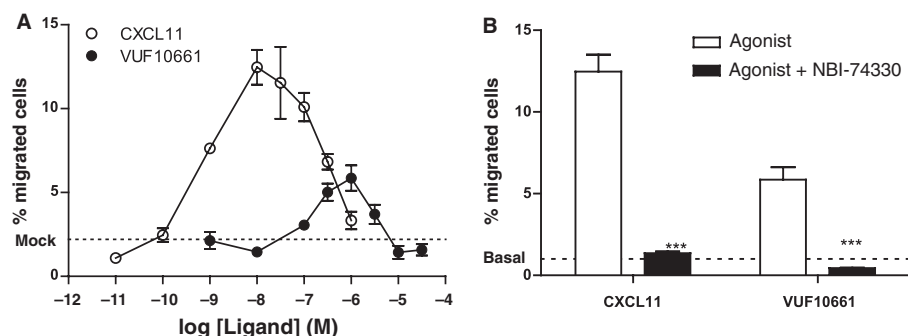 A
CXCL11
VUF10661
15
10
5
0
% migrated cells
Mock
−12 −11 −10 −9 −8 −7 −6 −5 −4
log [Ligand] (M)
B
Agonist
Agonist + NBI-74330
15
10
5
0
% migrated cells
Basal
***
***
CXCL11 VUF10661